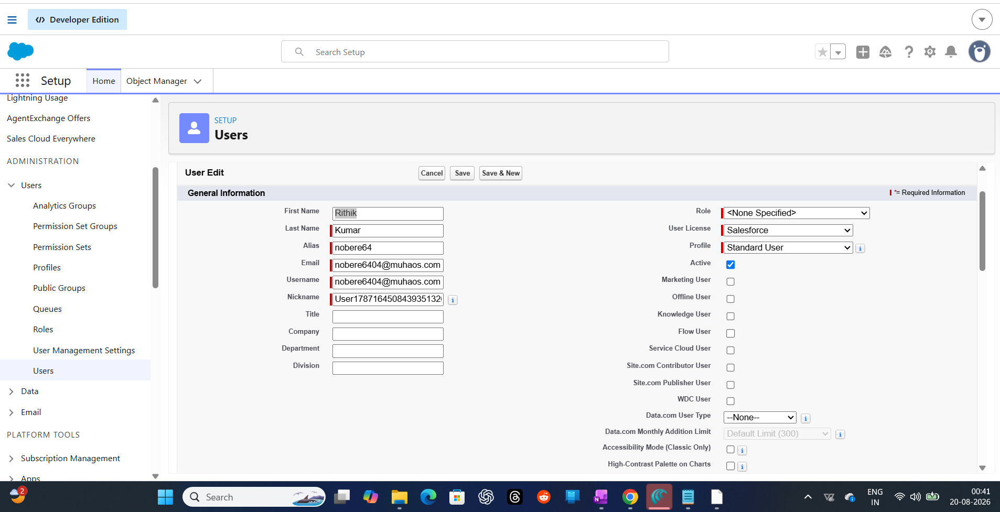 Developer Edition
Search Setup
Setup
Home
Object Manager
Lightning Usage
AgentExchange Offers
Sales Cloud Everywhere
ADMINISTRATION
Users
Analytics Groups
Permission Set Groups
Permission Sets
Profiles
Public Groups
Queues
Roles
User Management Settings
Users
Data
Email
PLATFORM TOOLS
Subscription Management
Apps
SETUP
Users
User Edit
Cancel
Save
Save & New
General Information
*= Required Information
First Name Rithik
Last Name Kumar
Alias nobere64
Email nobere6404@muhaos.com
Username nobere6404@muhaos.com
Nickname User178716450843935132
Title
Company
Department
Division
Role <None Specified>
User License Salesforce
Profile Standard User
Active
Marketing User
Offline User
Knowledge User
Flow User
Service Cloud User
Site.com Contributor User
Site.com Publisher User
WDC User
Data.com User Type --None--
Data.com Monthly Addition Limit Default Limit (300)
Accessibility Mode (Classic Only)
High-Contrast Palette on Charts
2
Search
ENG
IN
00:41
20-08-2026